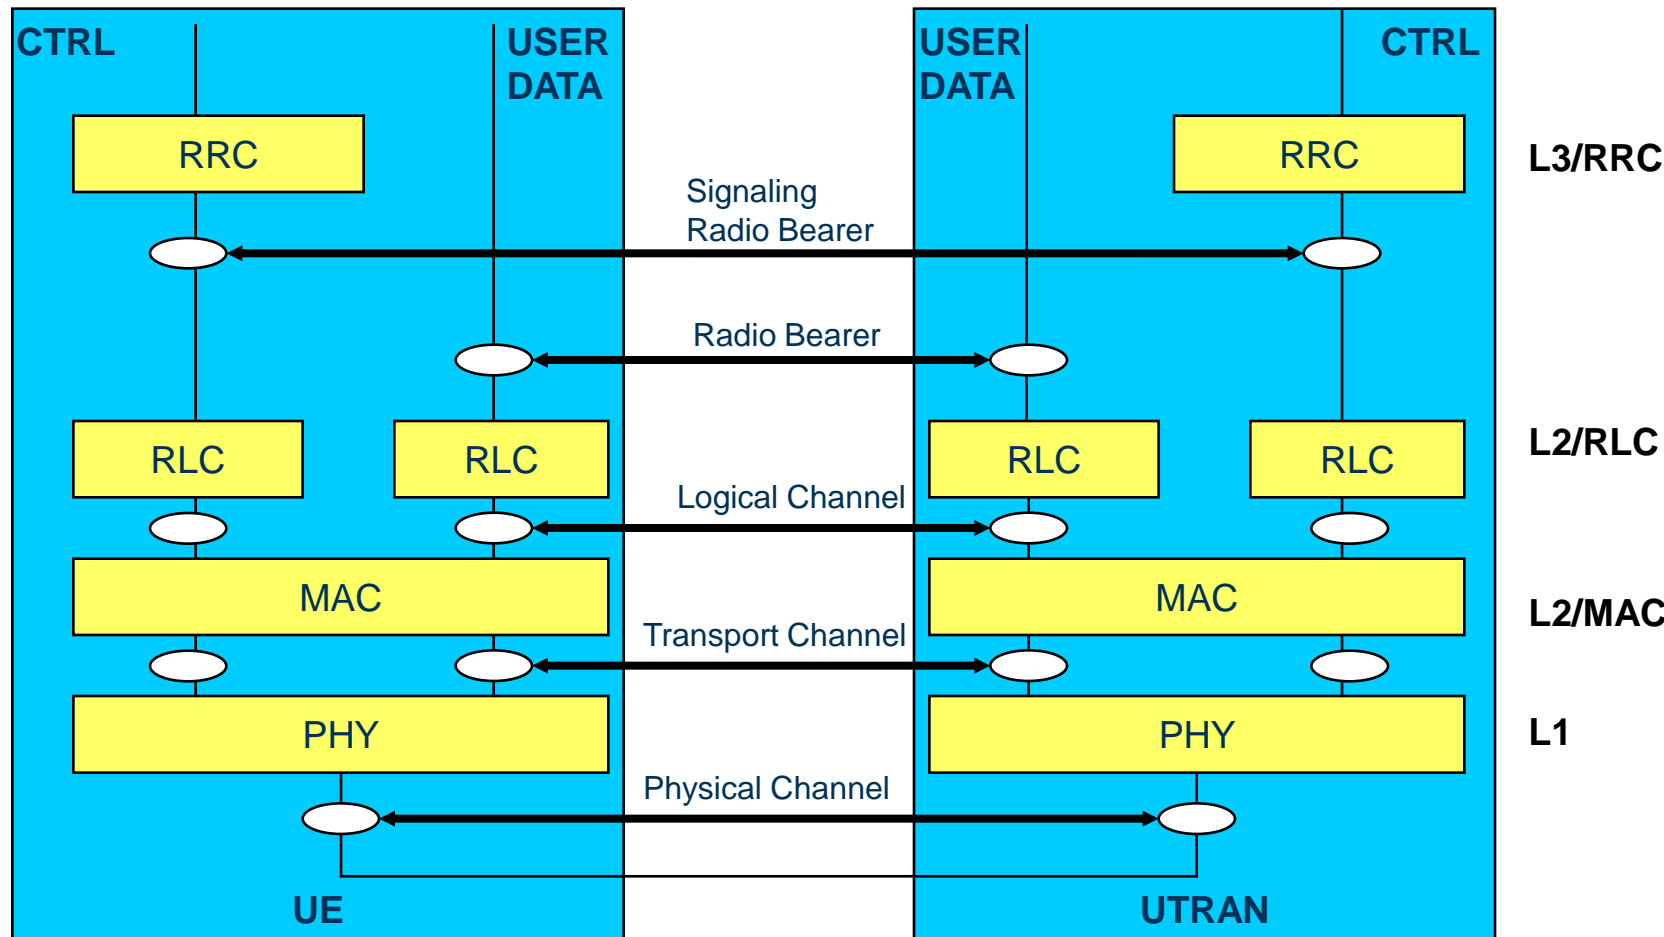 CTRL
USER
DATA
USER
DATA
CTRL
RRC
RRC
L3/RRC
Signaling
Radio Bearer
Radio Bearer
RLC
RLC
RLC
RLC
L2/RLC
Logical Channel
MAC
MAC
L2/MAC
Transport Channel
PHY
PHY
L1
Physical Channel
UE
UTRAN